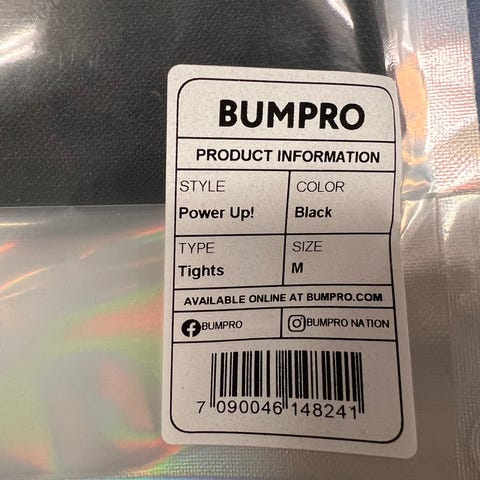 BUMPRO
PRODUCT INFORMATION
STYLE
Power Up!
COLOR
Black
TYPE
Tights
SIZE
M
AVAILABLE ONLINE AT BUMPRO.COM
BUMPRO
BUMPRO NATION
7 090046 148241